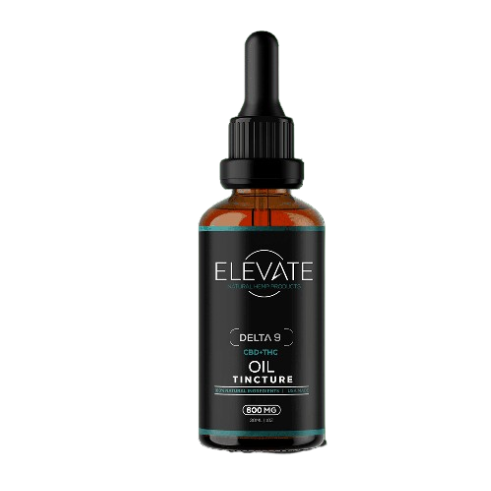 ELEVATE
NATURAL HEMP PRODUCTS
DELTA 9
CBD+THC
OIL
TINCTURE
600 MG